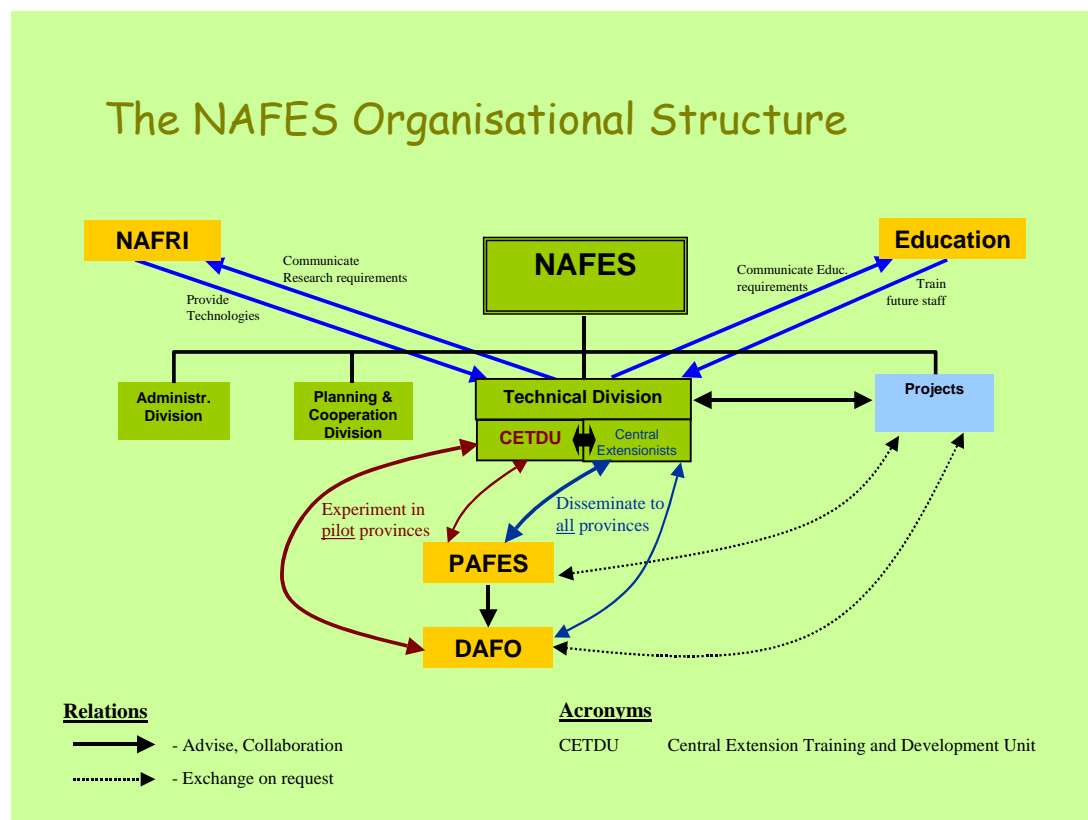 The NAFES Organisational Structure
NAFRI
Education
NAFES
Communicate
Research requirements
Communicate Educ.
requirements
Provide
Technologies
Train
future staff
Administr.
Division
Planning &
Cooperation
Division
Technical Division
Projects
CETDU
Central
Extensionists
Experiment in
pilot provinces
Disseminate to
all provinces
PAFES
DAFO
Relations
- Advise, Collaboration
- Exchange on request
Acronyms
CETDU Central Extension Training and Development Unit